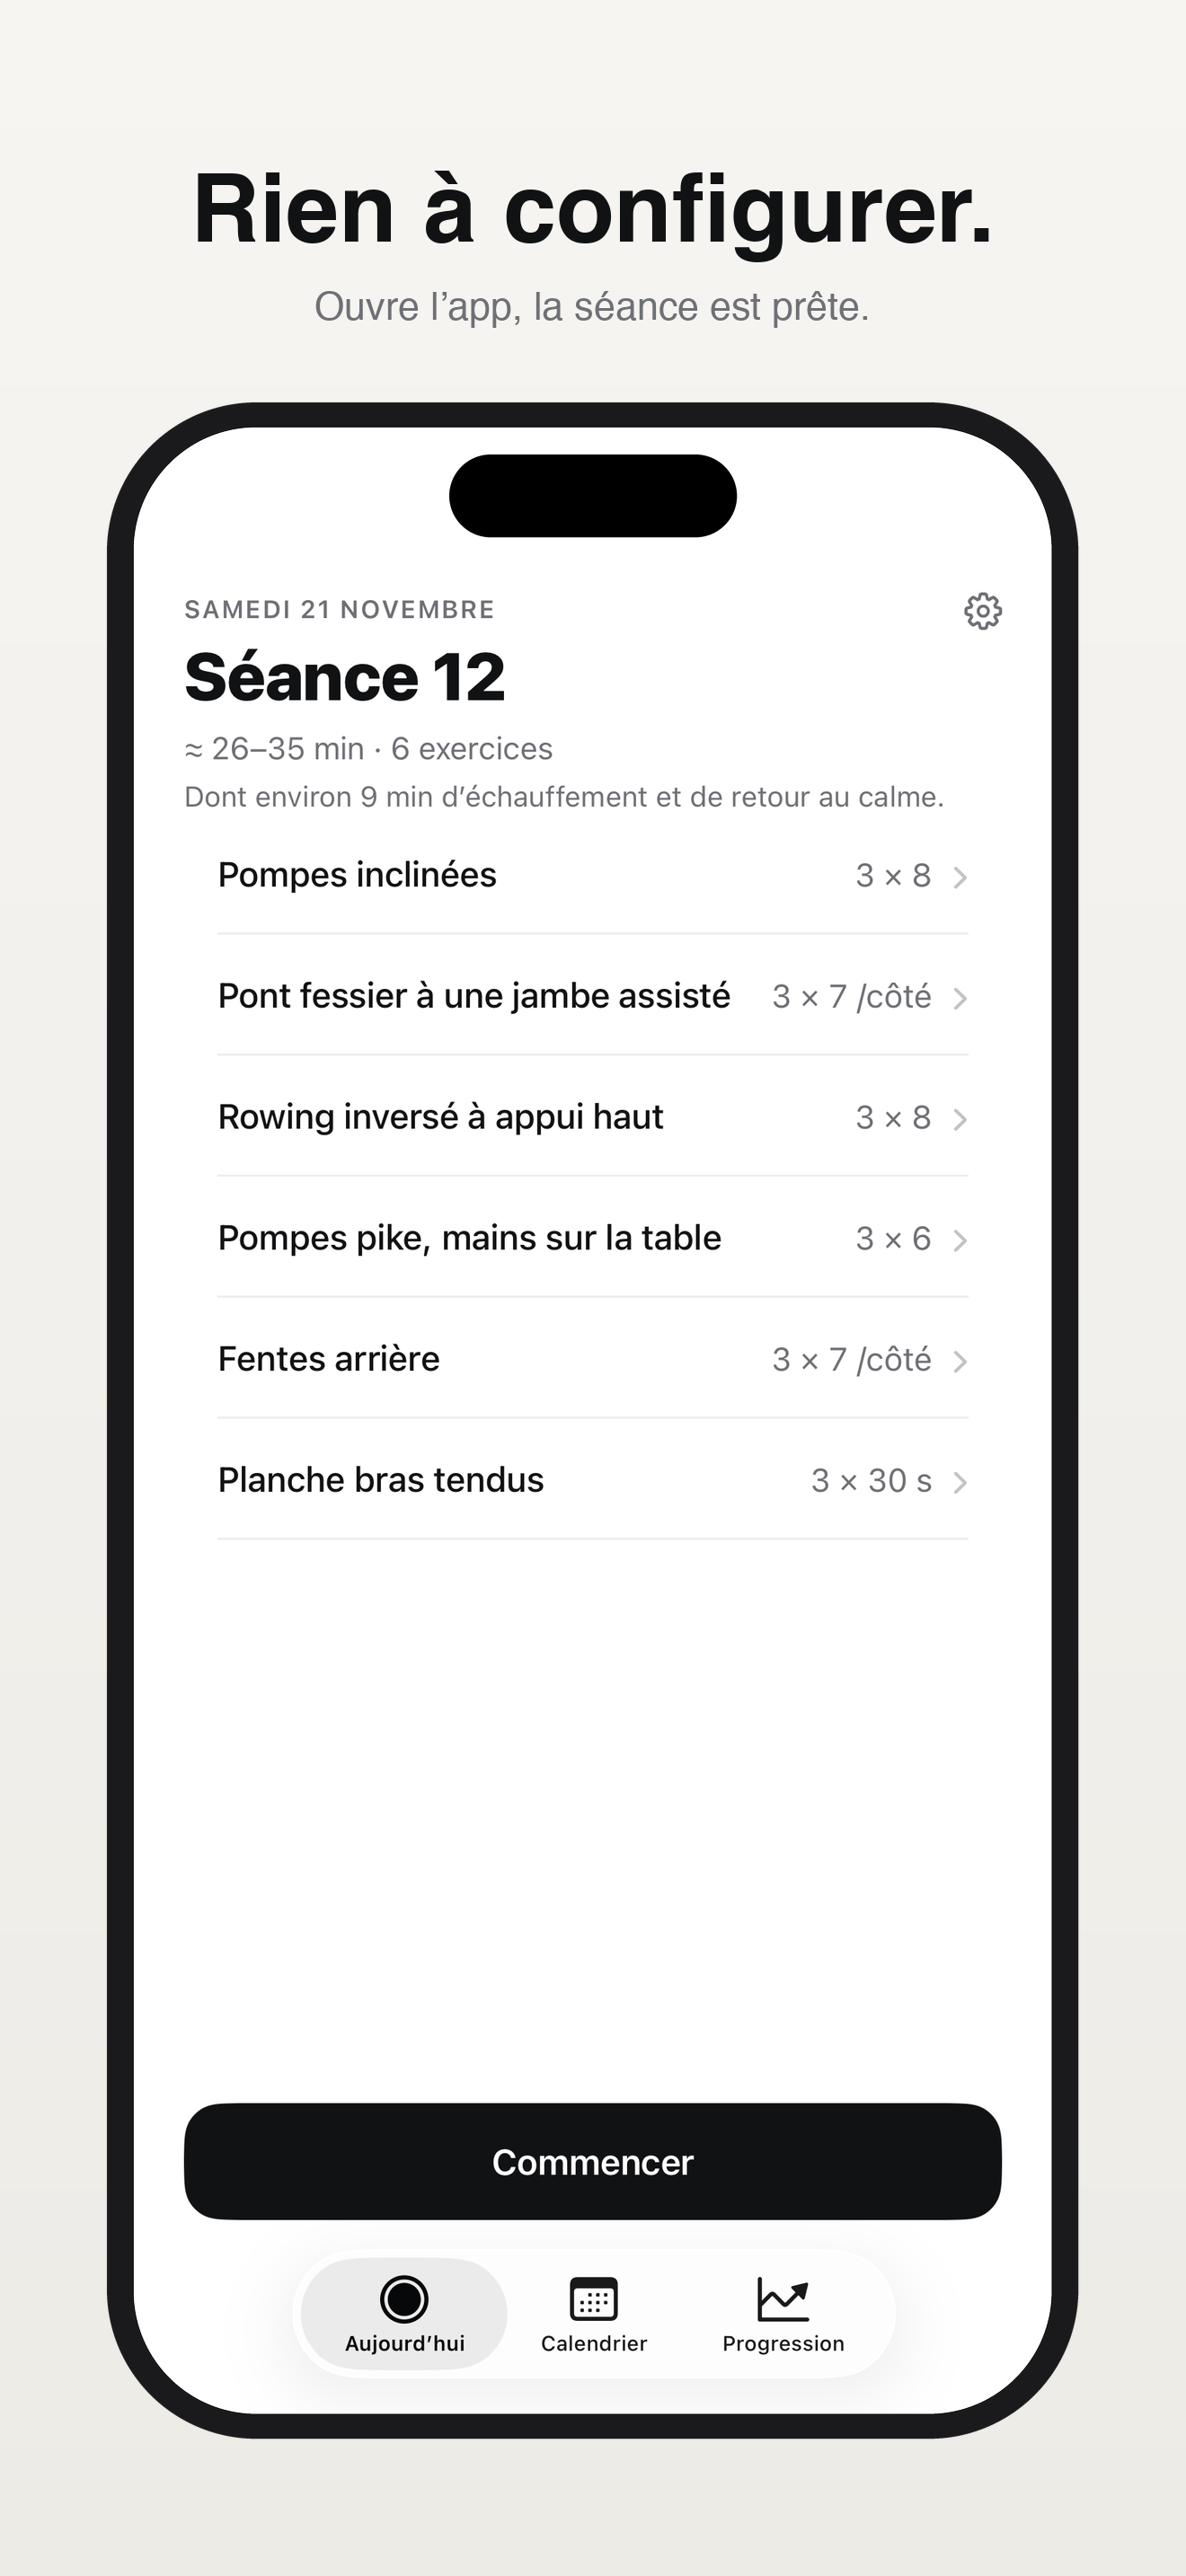 Rien à configurer.
Ouvre l’app, la séance est prête.
SAMEDI 21 NOVEMBRE
Séance 12
≈ 26–35 min · 6 exercices
Dont environ 9 min d’échauffement et de retour au calme.
Pompes inclinées 3 × 8
Pont fessier à une jambe assisté 3 × 7 /côté
Rowing inversé à appui haut 3 × 8
Pompes pike, mains sur la table 3 × 6
Fentes arrière 3 × 7 /côté
Planche bras tendus 3 × 30 s
Commencer
Aujourd’hui Calendrier Progression